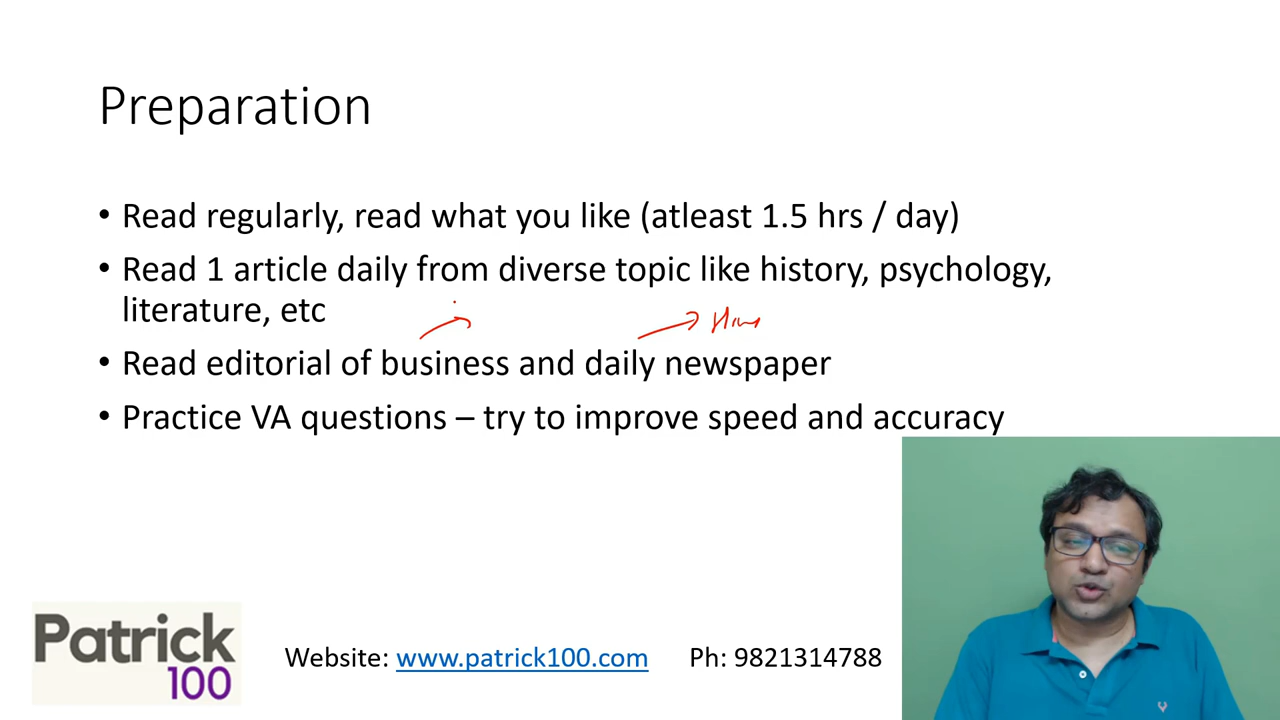 Preparation
• Read regularly, read what you like (atleast 1.5 hrs / day)
• Read 1 article daily from diverse topic like history, psychology,
literature, etc
• Read editorial of business and daily newspaper
• Practice VA questions – try to improve speed and accuracy
Patrick
100
Website: www.patrick100.com Ph: 9821314788